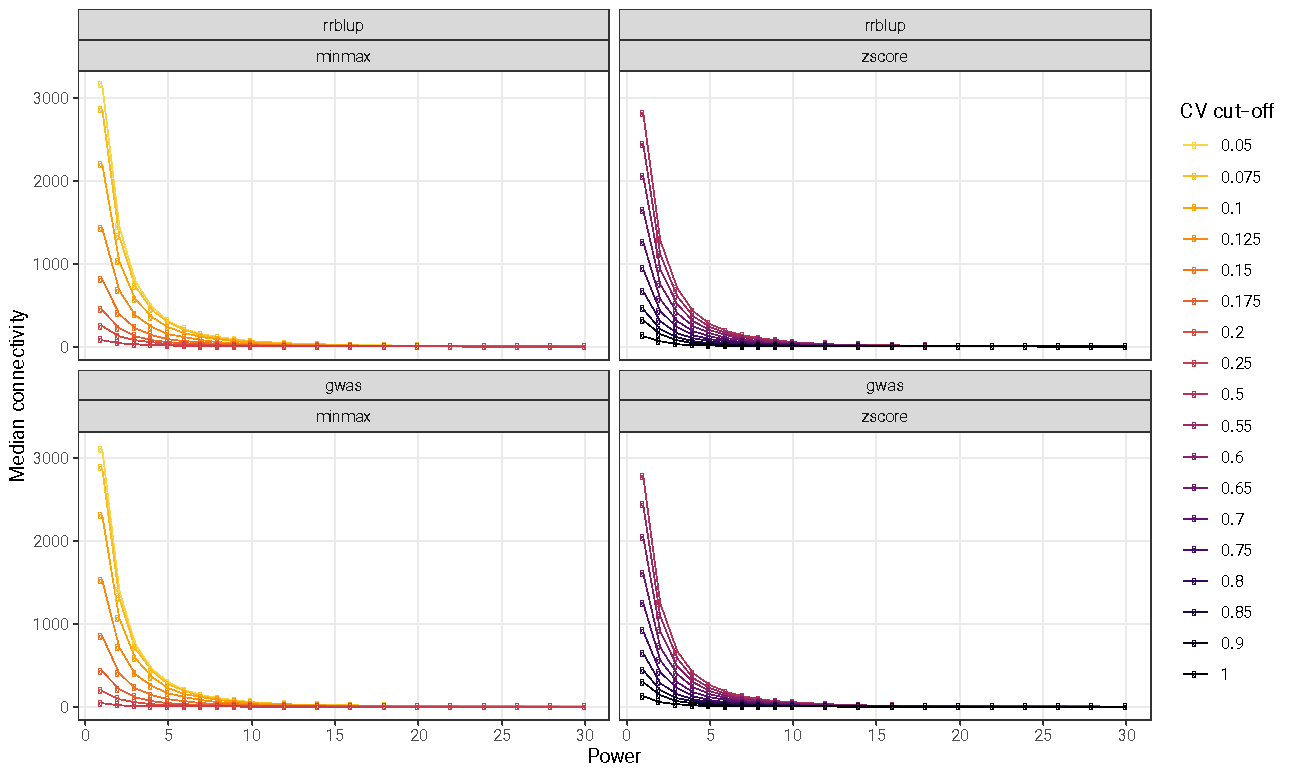 rrblup
rrblup
minmax
zscore
3000
2000
1000
0
gwas
gwas
minmax
zscore
3000
2000
1000
0
0 5 10 15 20 25 30
0 5 10 15 20 25 30
Power
Median connectivity
CV cut-off
0.05
0.075
0.1
0.125
0.15
0.175
0.2
0.25
0.5
0.55
0.6
0.65
0.7
0.75
0.8
0.85
0.9
1